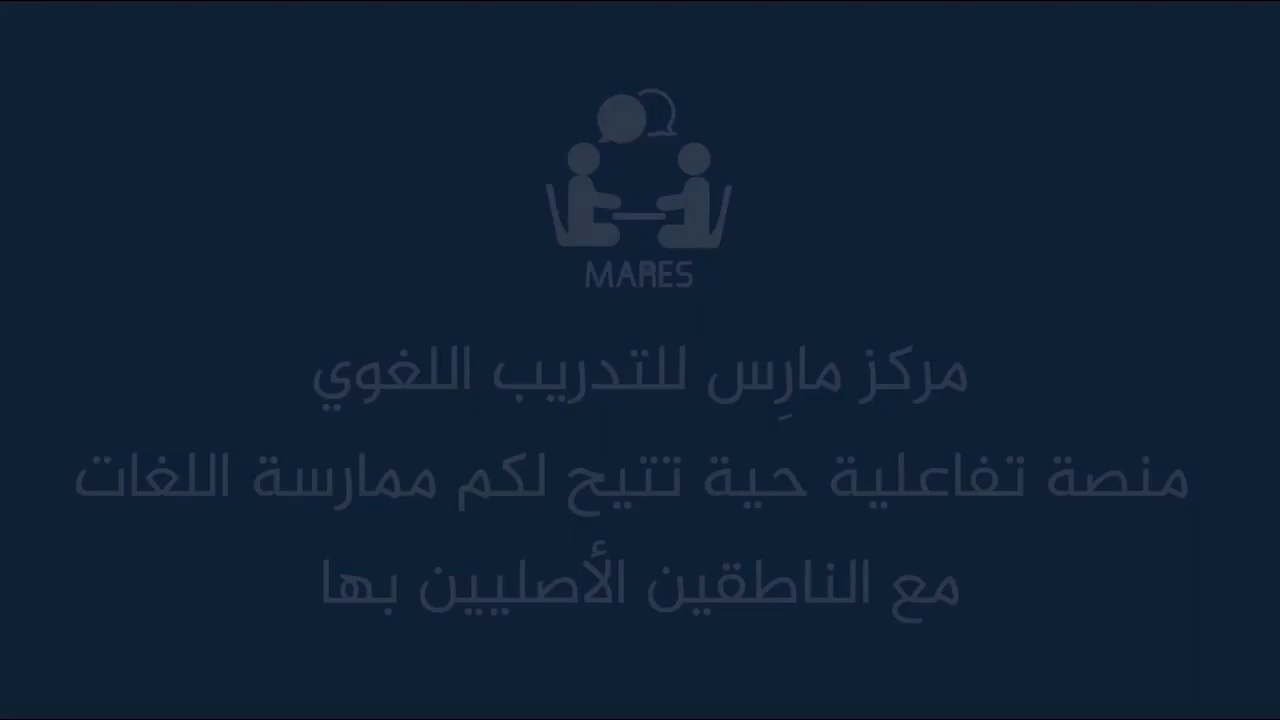 MARES
مركز مارِس للتدريب اللغوي
منصة تفاعلية حية تتيح لكم ممارسة اللغات
مع الناطقين الأصليين بها